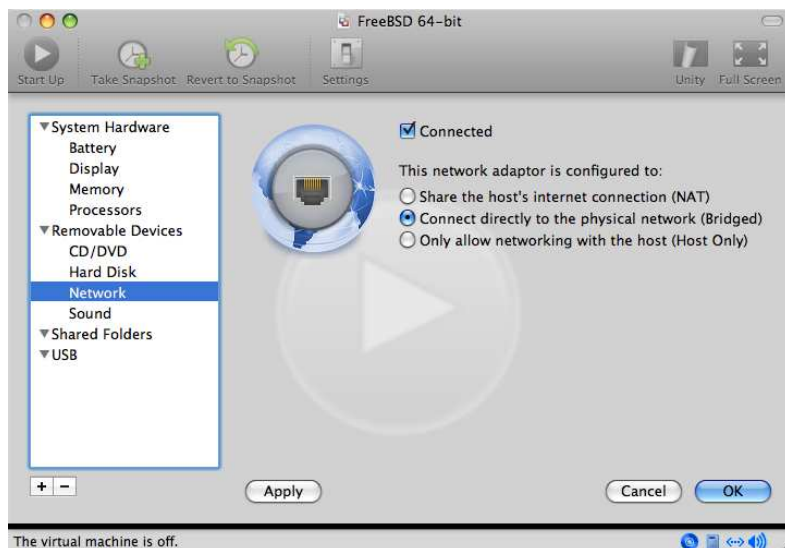 FreeBSD 64-bit
Start Up Take Snapshot Revert to Snapshot Settings Unity Full Screen
System Hardware
Battery
Display
Memory
Processors
Removable Devices
CD/DVD
Hard Disk
Network
Sound
Shared Folders
USB
Connected
This network adaptor is configured to:
Share the host's internet connection (NAT)
Connect directly to the physical network (Bridged)
Only allow networking with the host (Host Only)
+ −
Apply Cancel OK
The virtual machine is off.